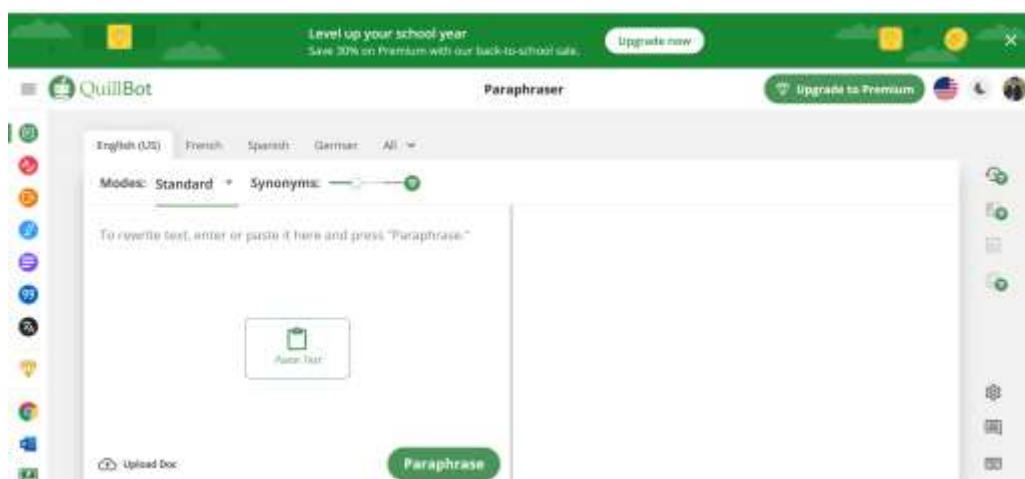 Level up your school year
Save 30% on Premium with our back-to-school sale.
Upgrade now
QuillBot
Paraphraser
Upgrade to Premium
English (US) French Spanish German All
Modes: Standard Synonyms:
To rewrite text, enter or paste it here and press "Paraphrase."
Paste Text
Upload Doc
Paraphrase